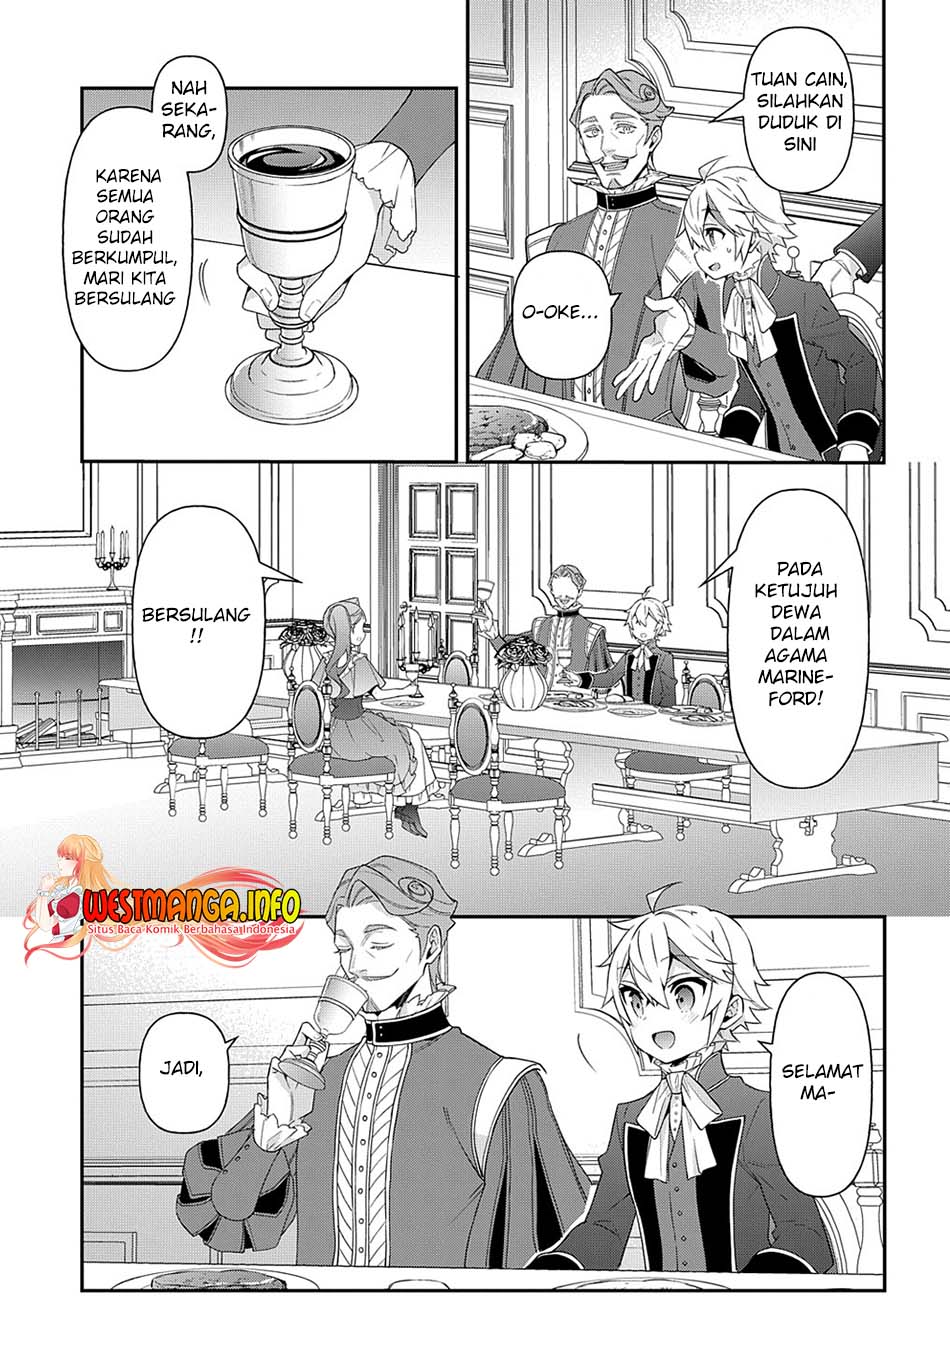 TUAN CAIN,
SILAHKAN
DUDUK DI
SINI
O-OKE...
NAH
SEKA-
RANG,
KARENA
SEMUA
ORANG
SUDAH
BERKUMPUL,
MARI KITA
BERSULANG
PADA
KETUJUH
DEWA
DALAM
AGAMA
MARINE-
FORD!
BERSULANG
!!
WESTMANGA.INFO
Situs Baca Komik Berbahasa Indonesia
SELAMAT
MA-
JADI,